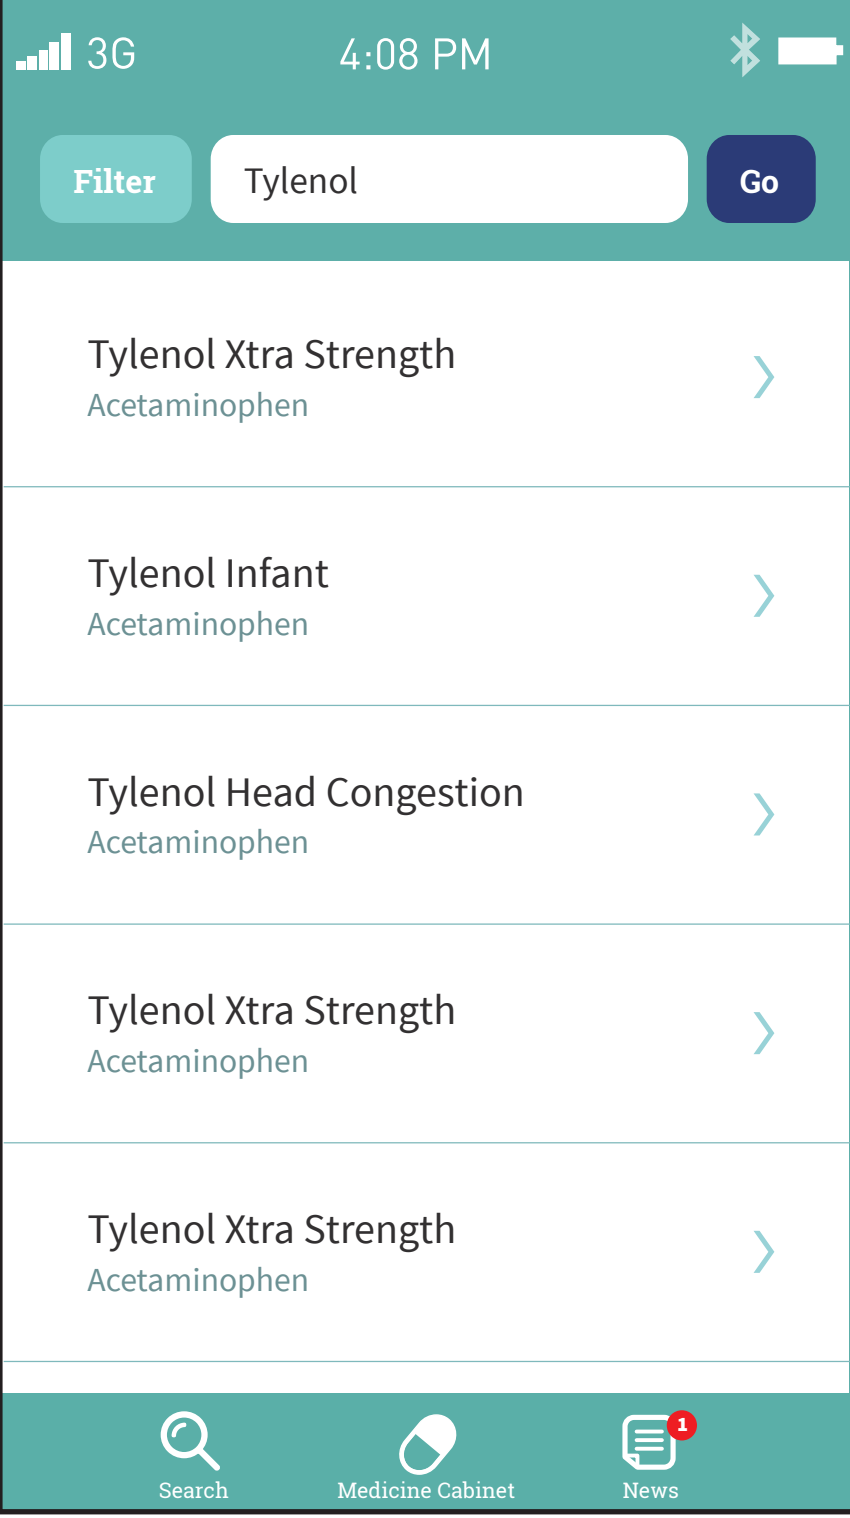 3G 4:08 PM
Filter Tylenol Go
Tylenol Xtra Strength
Acetaminophen
Tylenol Infant
Acetaminophen
Tylenol Head Congestion
Acetaminophen
Tylenol Xtra Strength
Acetaminophen
Tylenol Xtra Strength
Acetaminophen
1
Search Medicine Cabinet News